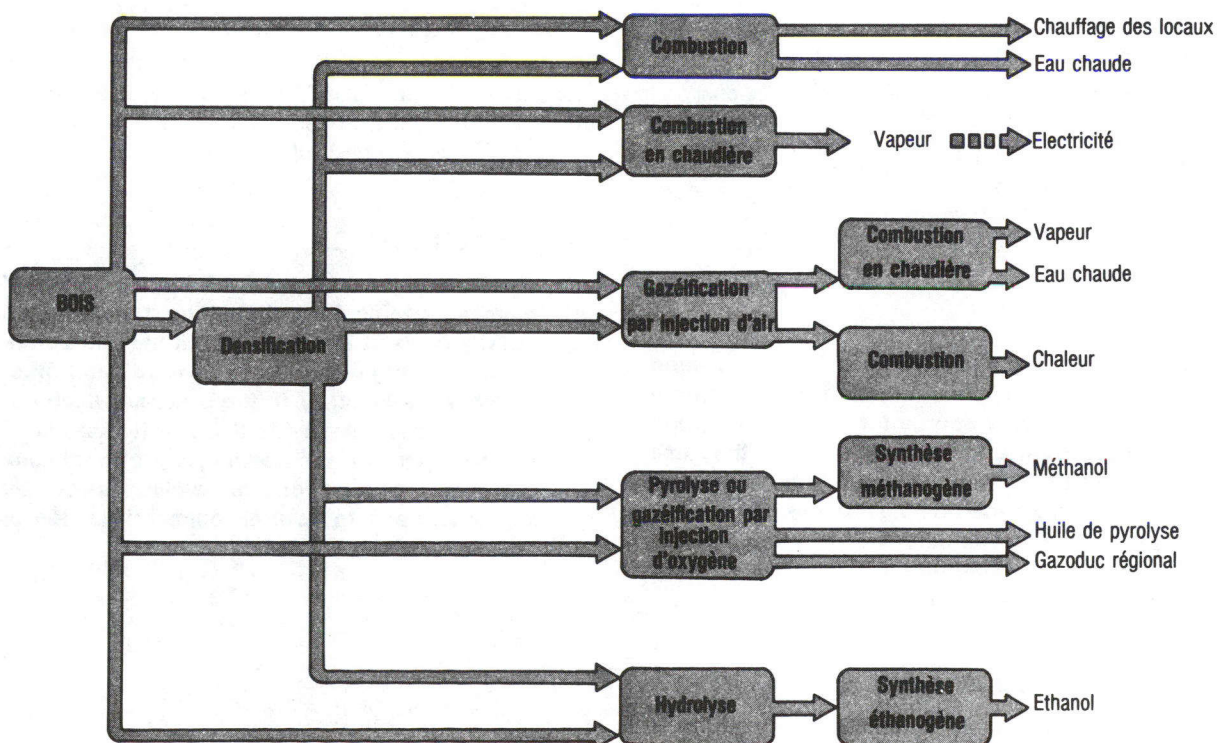 Combustion
Chauffage des locaux
Eau chaude
Combustion
en chaudière
Vapeur
Electricité
BOIS
Densification
Gazéification
par injection d'air
Combustion
en chaudière
Vapeur
Eau chaude
Combustion
Chaleur
Pyrolyse ou
gazéification par
injection
d'oxygène
Synthèse
méthanogène
Méthanol
Huile de pyrolyse
Gazoduc régional
Hydrolyse
Synthèse
éthanogène
Ethanol